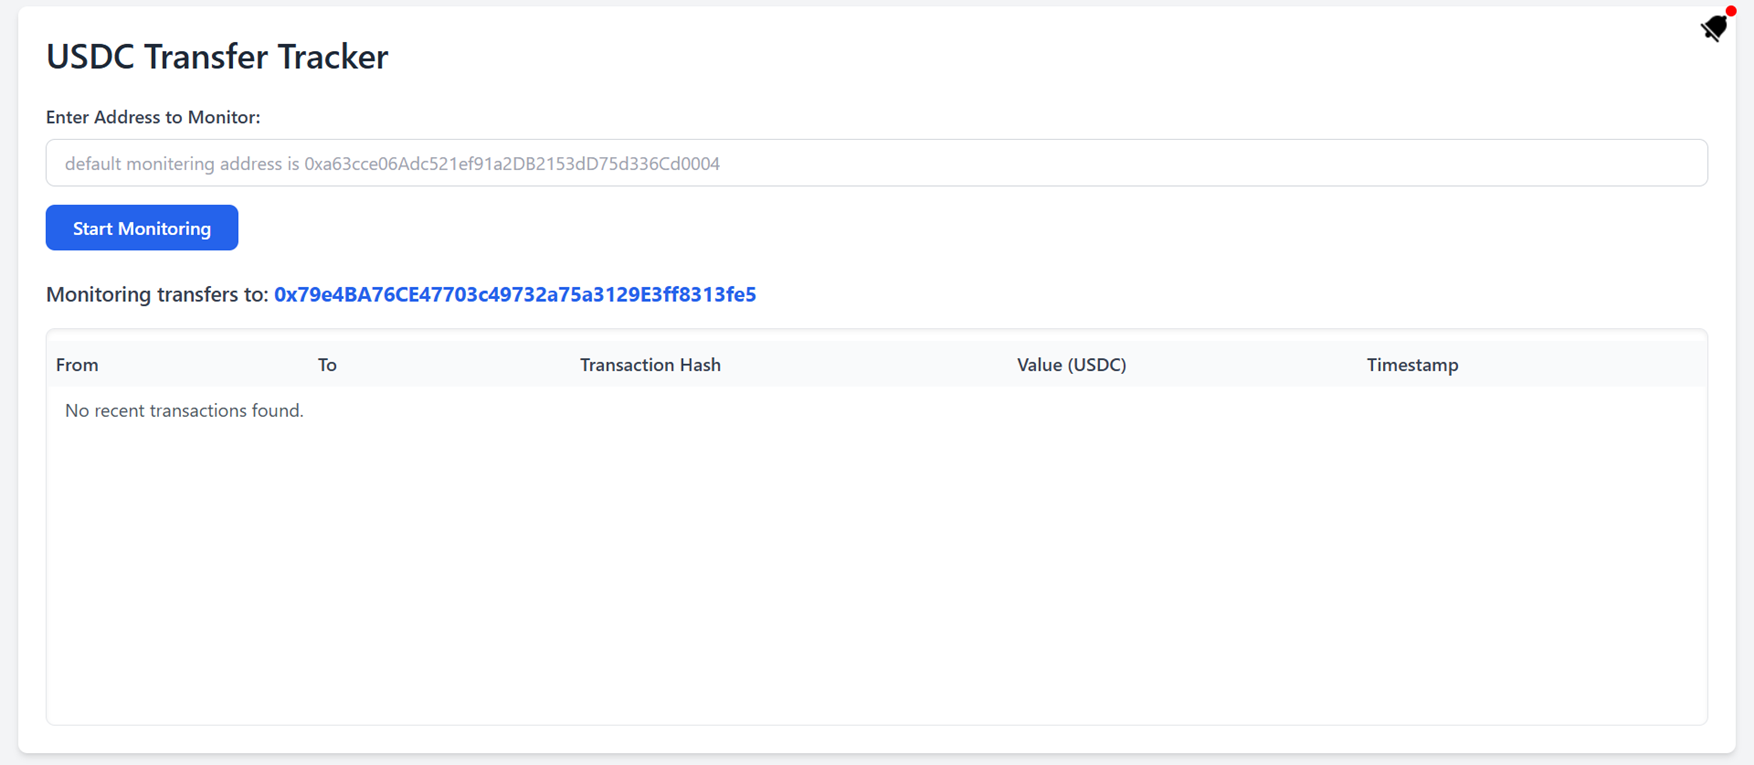 USDC Transfer Tracker
Enter Address to Monitor:
default monitering address is 0xa63cce06Adc521ef91a2DB2153dD75d336Cd0004
Start Monitoring
Monitoring transfers to: 0x79e4BA76CE47703c49732a75a3129E3ff8313fe5
From To Transaction Hash Value (USDC) Timestamp
No recent transactions found.